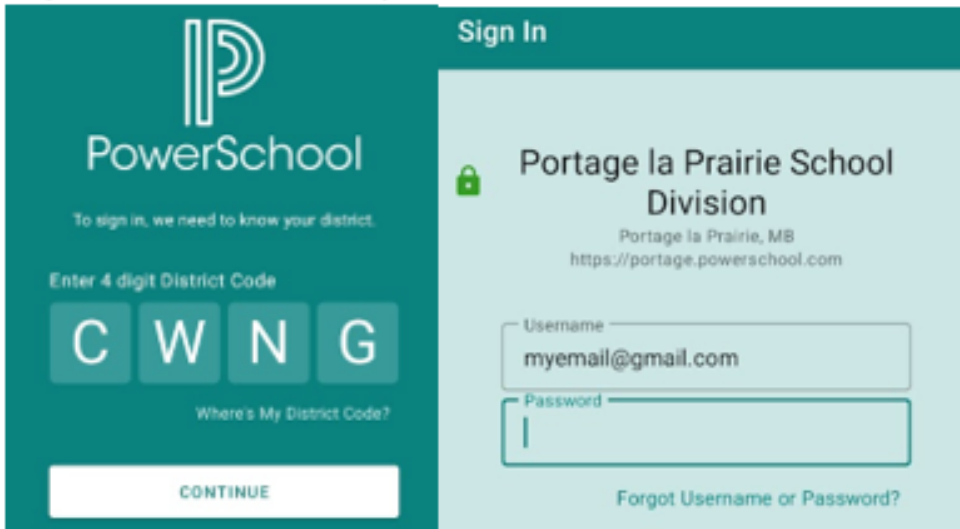 PowerSchool
To sign in, we need to know your district.
Enter 4 digit District Code
C W N G
Where's My District Code?
CONTINUE
Sign In
Portage la Prairie School
Division
Portage la Prairie, MB
https://portage.powerschool.com
Username
myemail@gmail.com
Password
Forgot Username or Password?